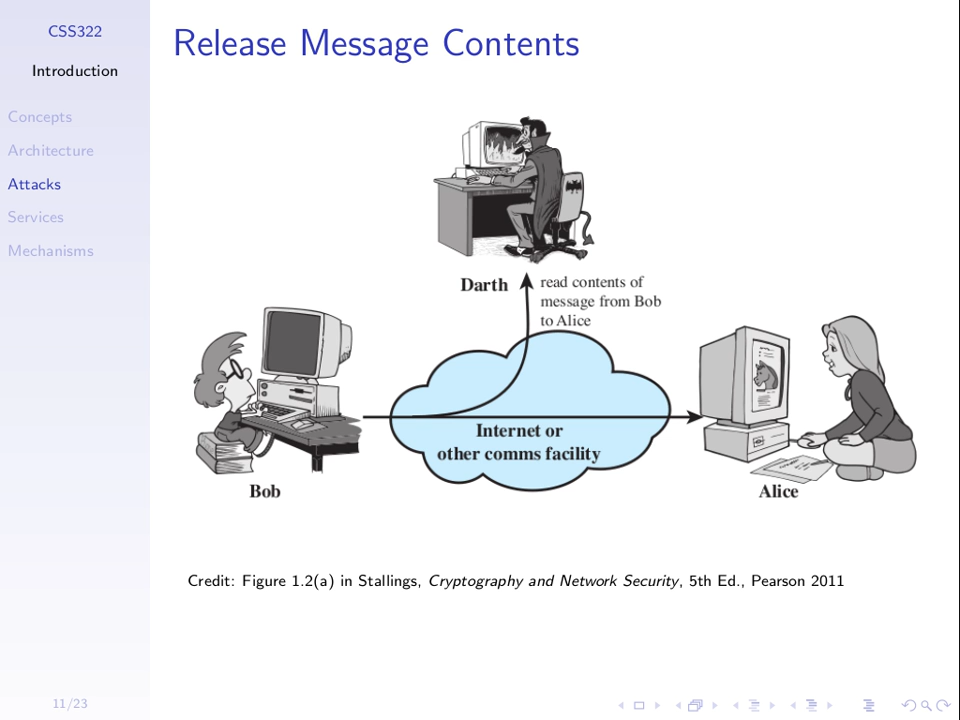 CSS322
Introduction
Concepts
Architecture
Attacks
Services
Mechanisms
Release Message Contents
Darth
read contents of
message from Bob
to Alice
Internet or
other comms facility
Bob
Alice
Credit: Figure 1.2(a) in Stallings, Cryptography and Network Security, 5th Ed., Pearson 2011
11/23